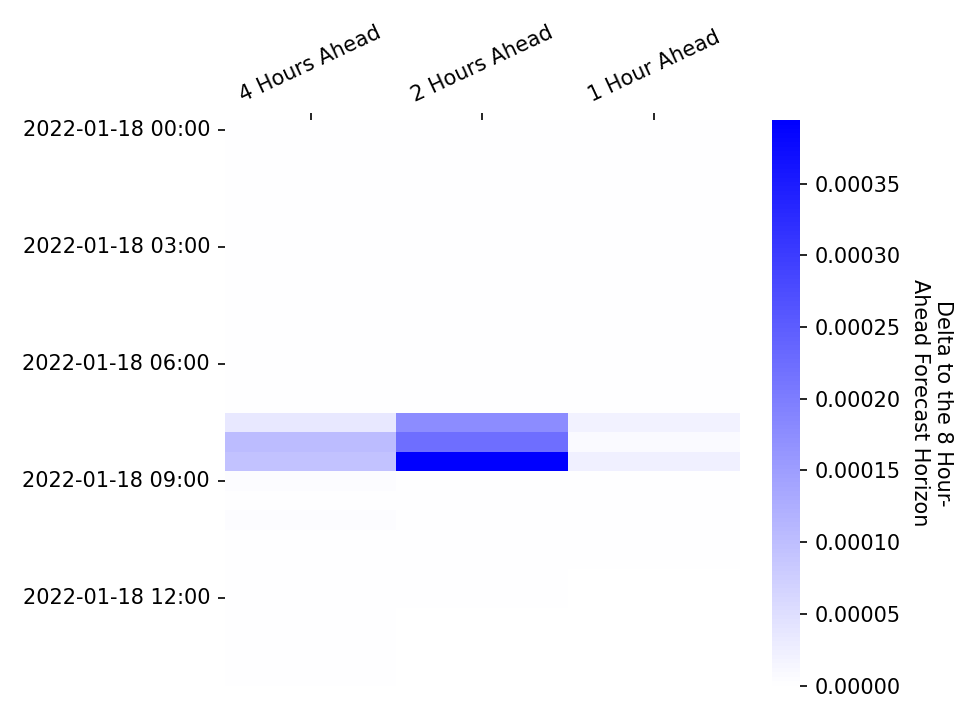 4 Hours Ahead
2 Hours Ahead
1 Hour Ahead
2022-01-18 00:00
2022-01-18 03:00
2022-01-18 06:00
2022-01-18 09:00
2022-01-18 12:00
0.00035
0.00030
0.00025
0.00020
0.00015
0.00010
0.00005
0.00000
Delta to the 8 Hour-
Ahead Forecast Horizon